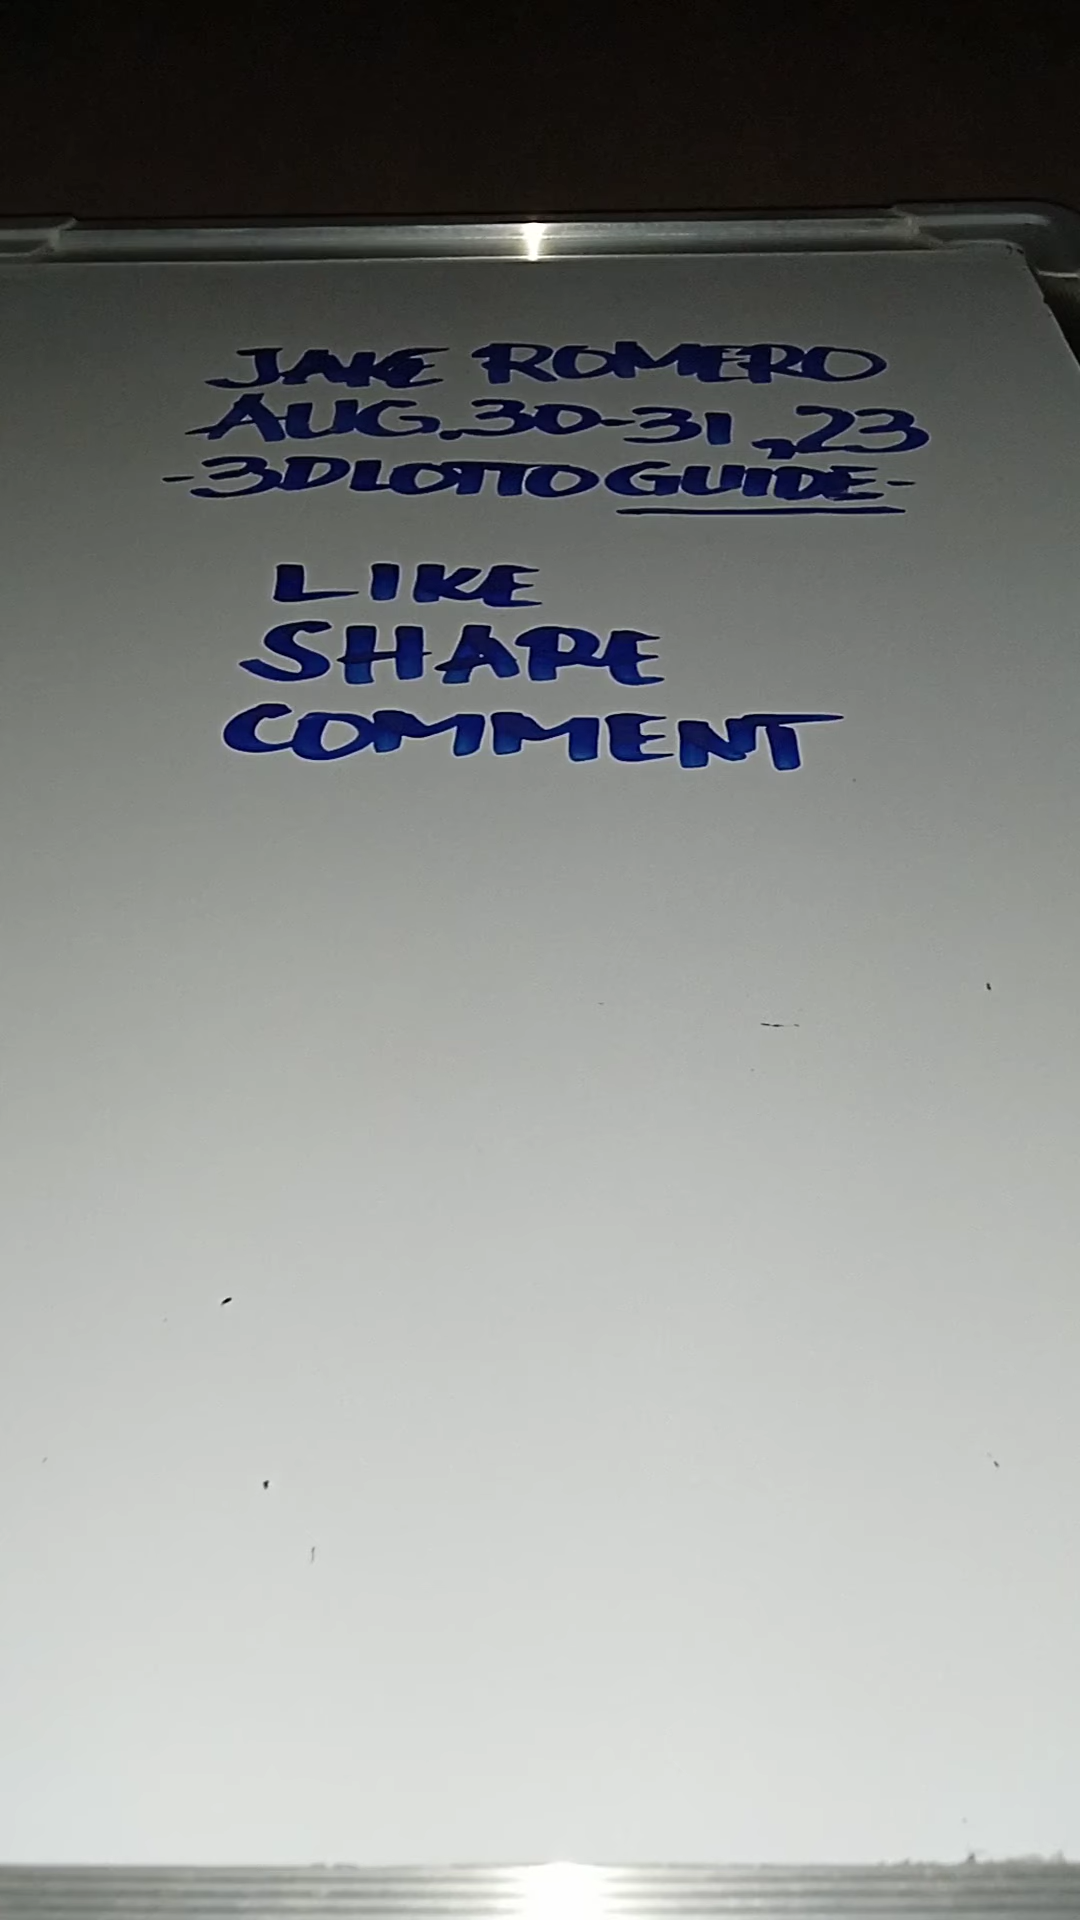 JAKE ROMERO
AUG.30-31,23
-3D LOTTO GUIDE-
LIKE
SHARE
COMMENT